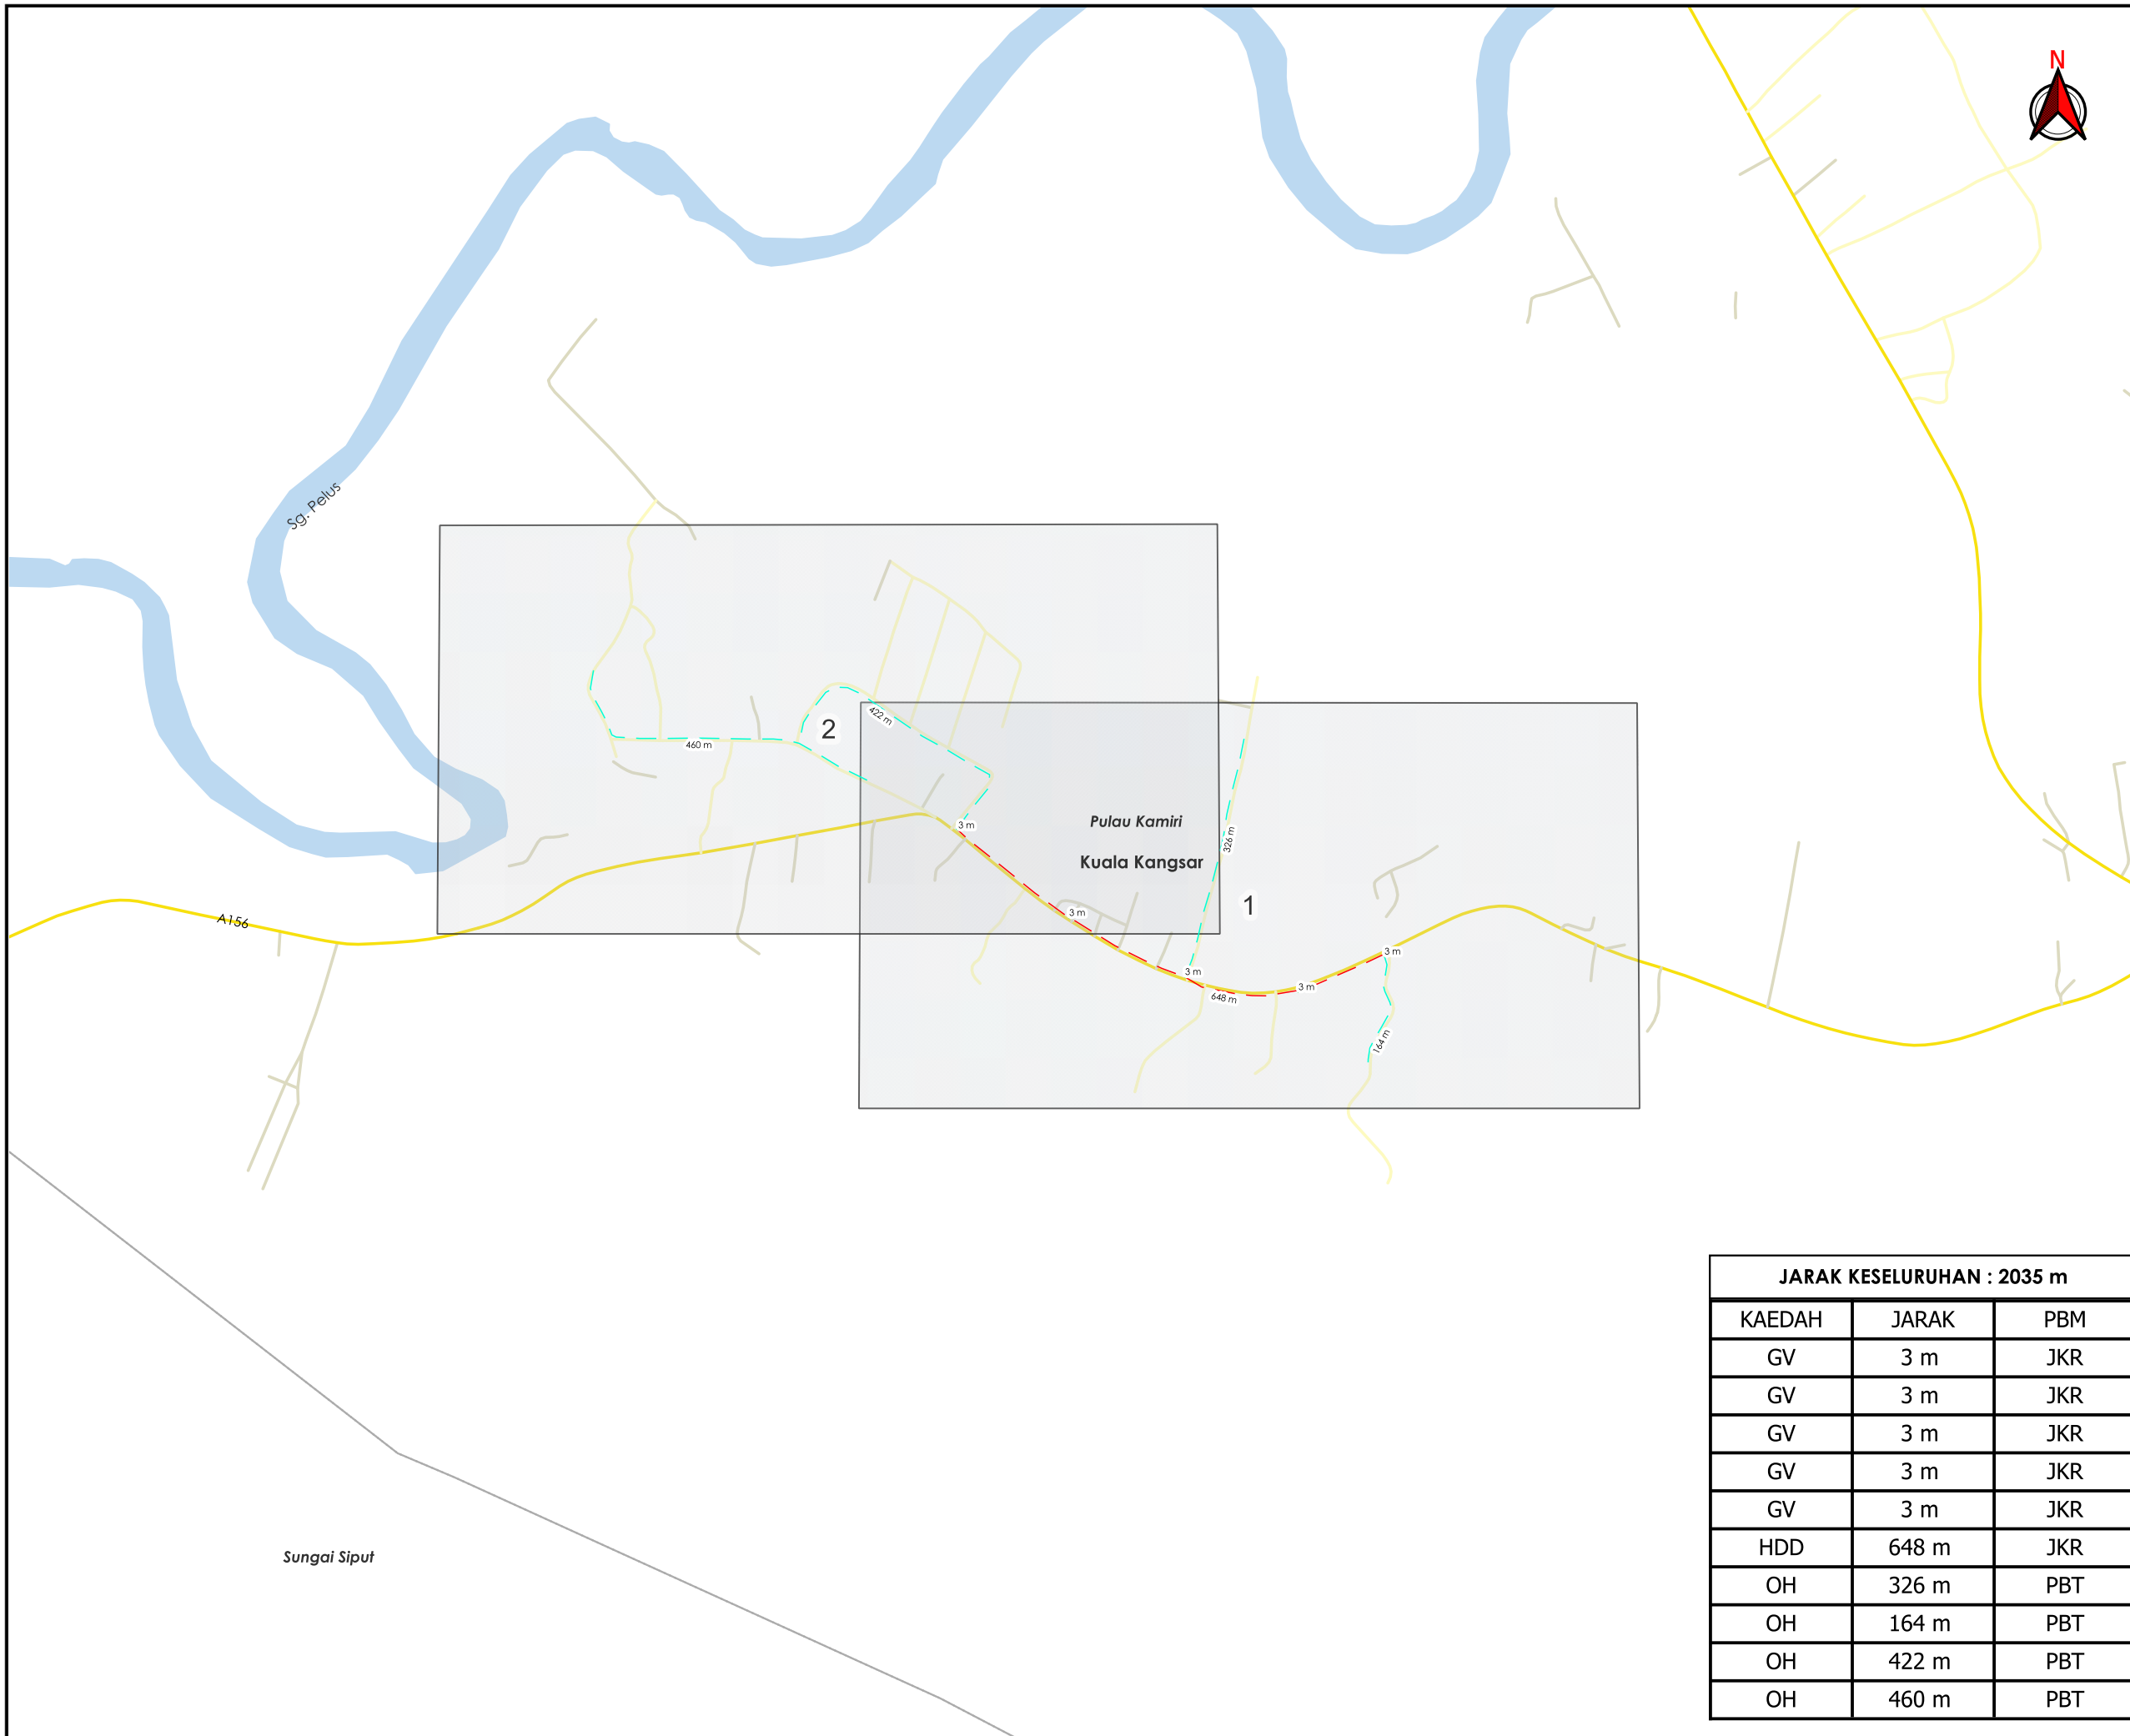 N
Sg. Pelus
422 m
2
460 m
3 m
Pulau Kamiri
326 m
Kuala Kangsar
1
3 m
A156
3 m
3 m
3 m
648 m
164 m
JARAK KESELURUHAN : 2035 m
KAEDAH JARAK PBM
GV 3 m JKR
GV 3 m JKR
GV 3 m JKR
GV 3 m JKR
GV 3 m JKR
HDD 648 m JKR
OH 326 m PBT
OH 164 m PBT
OH 422 m PBT
OH 460 m PBT
Sungai Siput